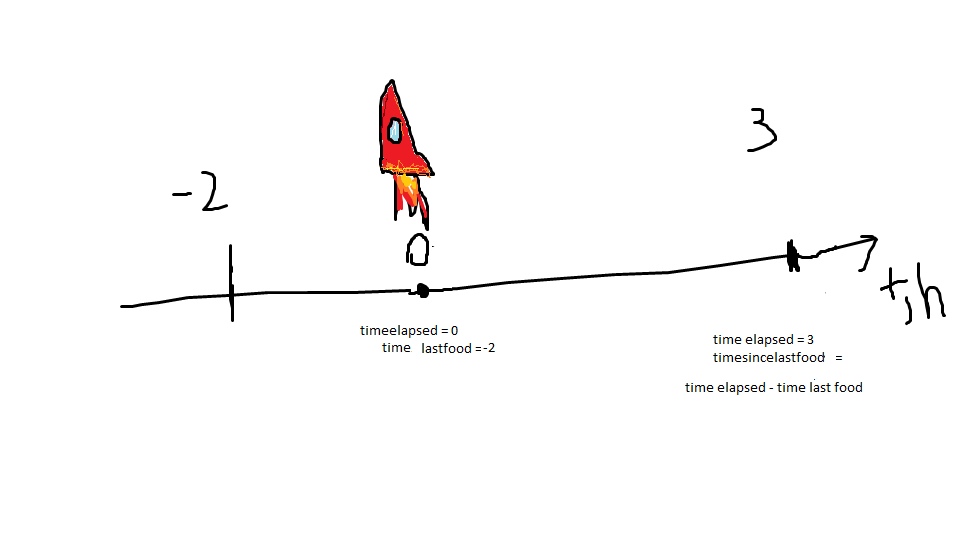 3
-2
0
t,h
timeelapsed = 0
time lastfood =-2
time elapsed = 3
timesincelastfood =
time elapsed - time last food